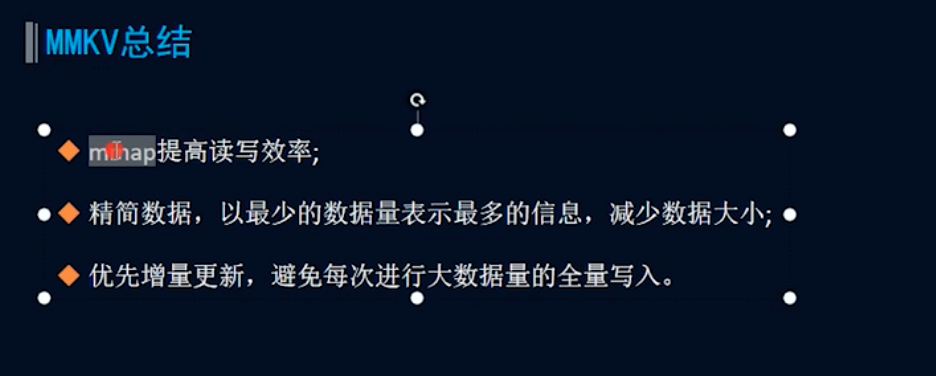 MMKV总结
mmap提高读写效率;
精简数据，以最少的数据量表示最多的信息，减少数据大小;
优先增量更新，避免每次进行大数据量的全量写入。